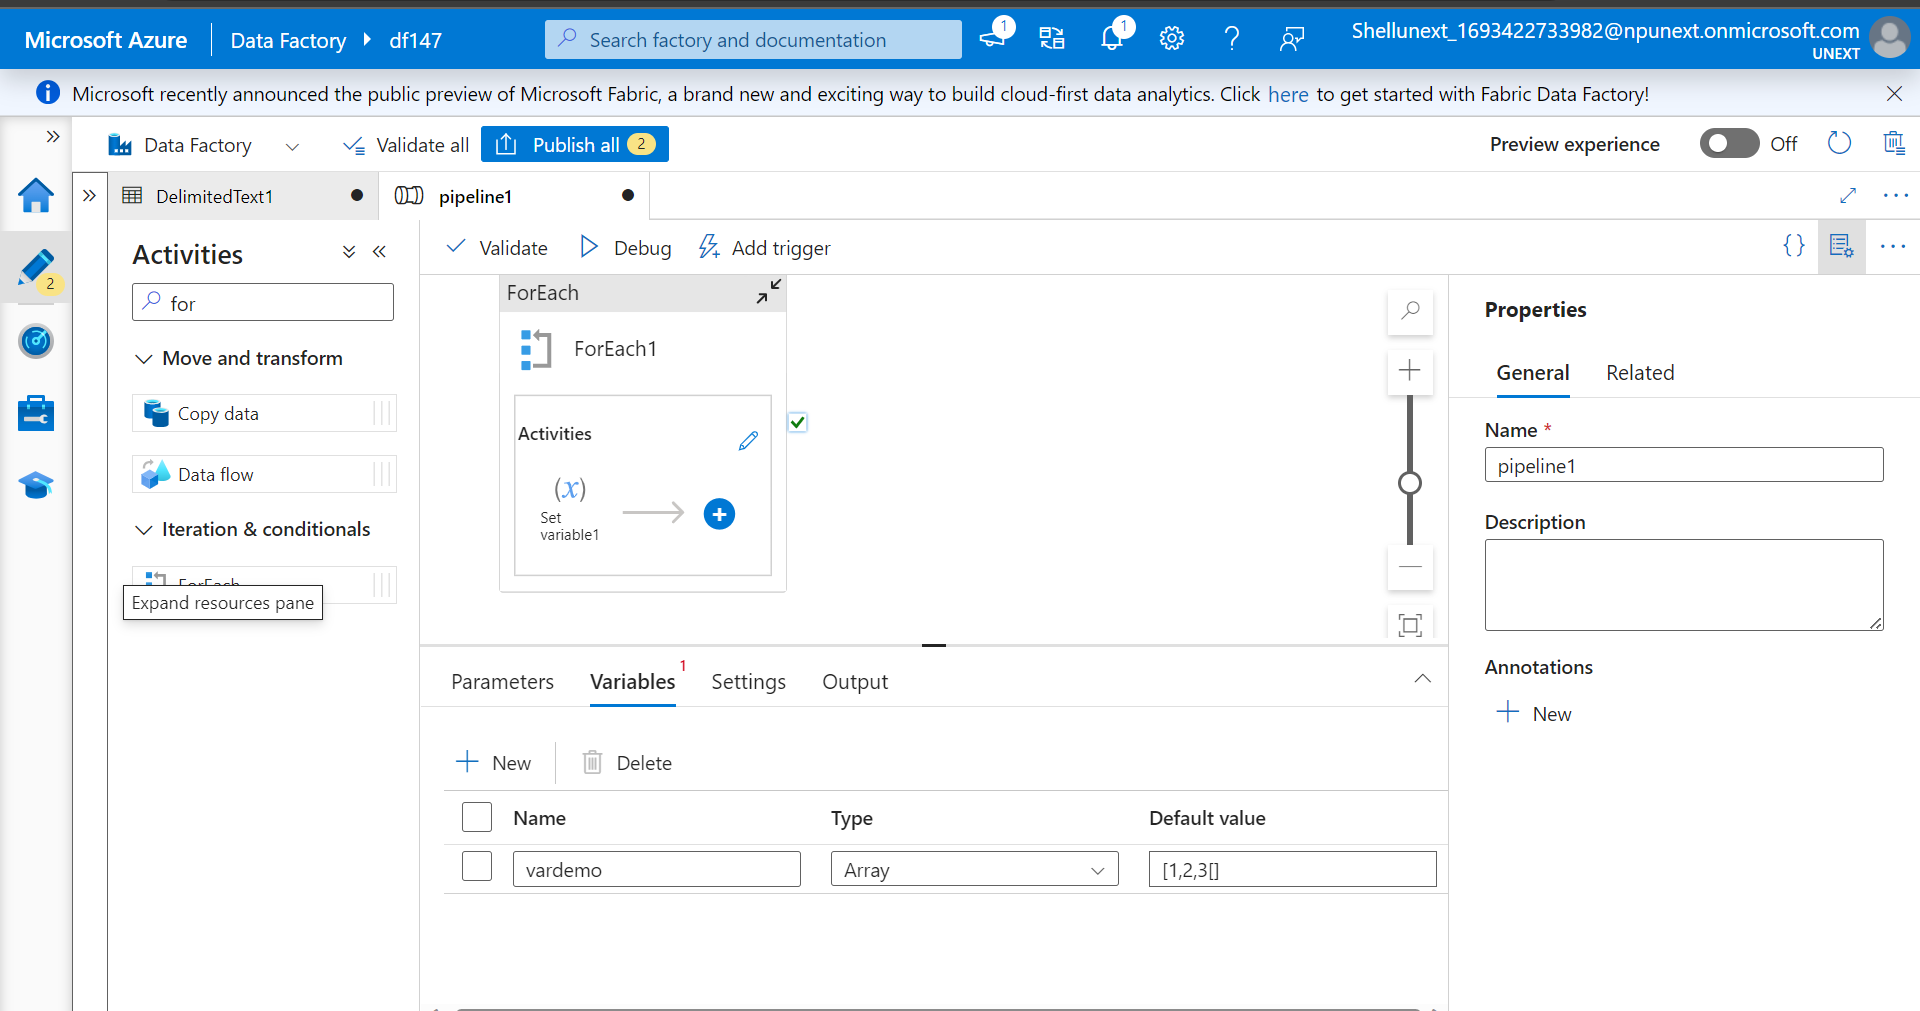 Microsoft Azure
Data Factory
df147
Search factory and documentation
1
1
Shellunext_1693422733982@npunext.onmicrosoft.com
UNEXT
Microsoft recently announced the public preview of Microsoft Fabric, a brand new and exciting way to build cloud-first data analytics. Click here to get started with Fabric Data Factory!
Data Factory
Validate all
Publish all 2
Preview experience
Off
DelimitedText1
pipeline1
2
Activities
for
Move and transform
Copy data
Data flow
Iteration & conditionals
ForEach
Expand resources pane
Validate
Debug
Add trigger
{}
ForEach
ForEach1
Activities
(x)
Set
variable1
Parameters
Variables 1
Settings
Output
New
Delete
Name
Type
Default value
vardemo
Array
[1,2,3[]
Properties
General
Related
Name *
pipeline1
Description
Annotations
New